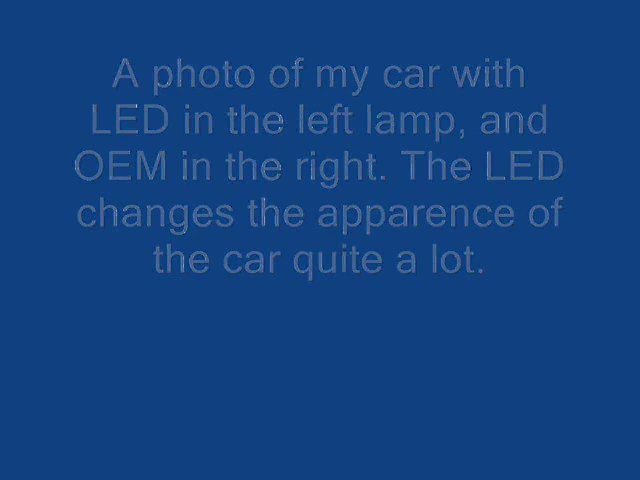 A photo of my car with
LED in the left lamp, and
OEM in the right. The LED
changes the apparence of
the car quite a lot.